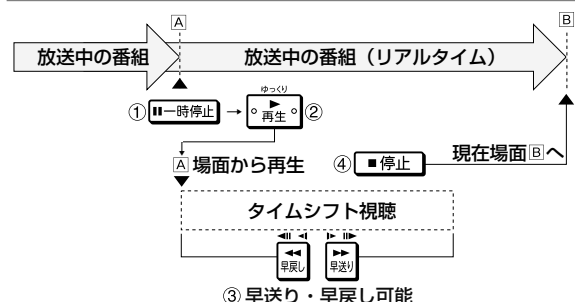 A
B
放送中の番組
放送中の番組（リアルタイム）
① 一時停止 → ゆっくり 再生 ②
A 場面から再生
④ ■停止
現在場面 B へ
タイムシフト視聴
早戻し
早送り
③ 早送り・早戻し可能